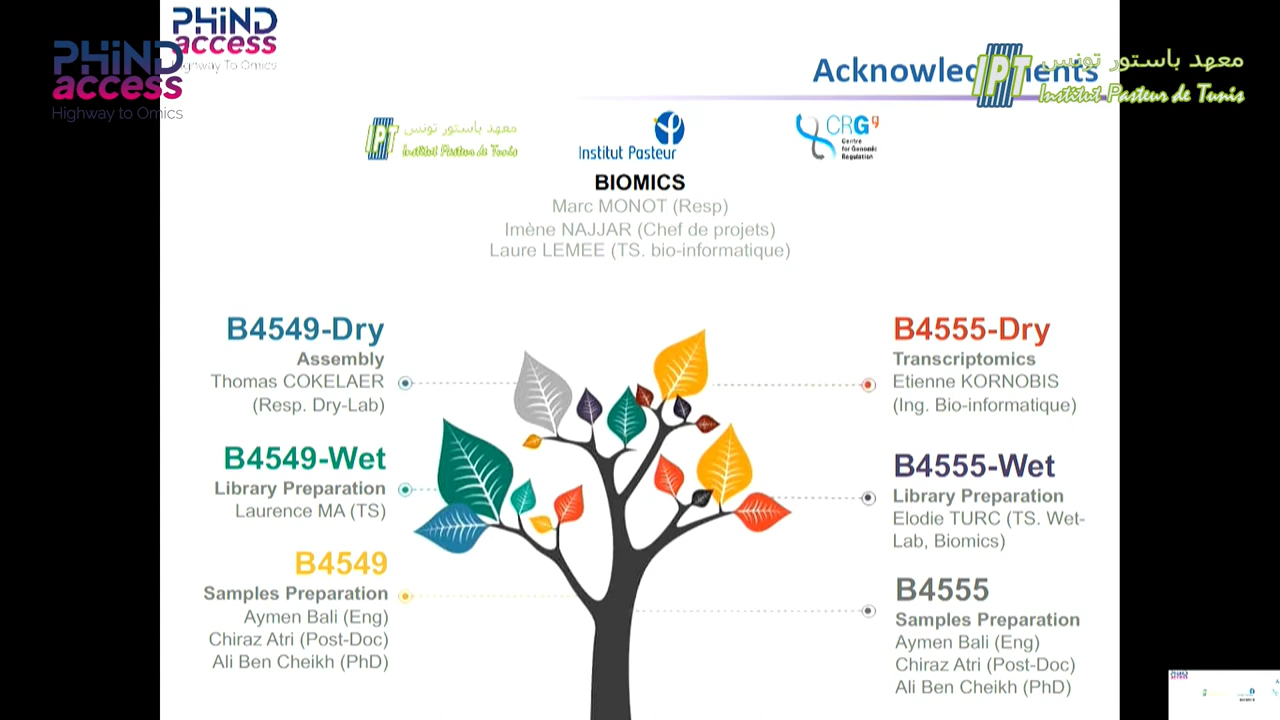 PHIND
access
Highway To Omics
PHIND
access
Highway to Omics
Acknowledgments
IPT
معهد باستور تونس
Institut Pasteur de Tunis
IPT
معهد باستور تونس
Institut Pasteur de Tunis
Institut Pasteur
CRG
Centre
for Genomic
Regulation
BIOMICS
Marc MONOT (Resp)
Imène NAJJAR (Chef de projets)
Laure LEMEE (TS. bio-informatique)
B4549-Dry
Assembly
Thomas COKELAER
(Resp. Dry-Lab)
B4549-Wet
Library Preparation
Laurence MA (TS)
B4549
Samples Preparation
Aymen Bali (Eng)
Chiraz Atri (Post-Doc)
Ali Ben Cheikh (PhD)
B4555-Dry
Transcriptomics
Etienne KORNOBIS
(Ing. Bio-informatique)
B4555-Wet
Library Preparation
Elodie TURC (TS. Wet-
Lab, Biomics)
B4555
Samples Preparation
Aymen Bali (Eng)
Chiraz Atri (Post-Doc)
Ali Ben Cheikh (PhD)